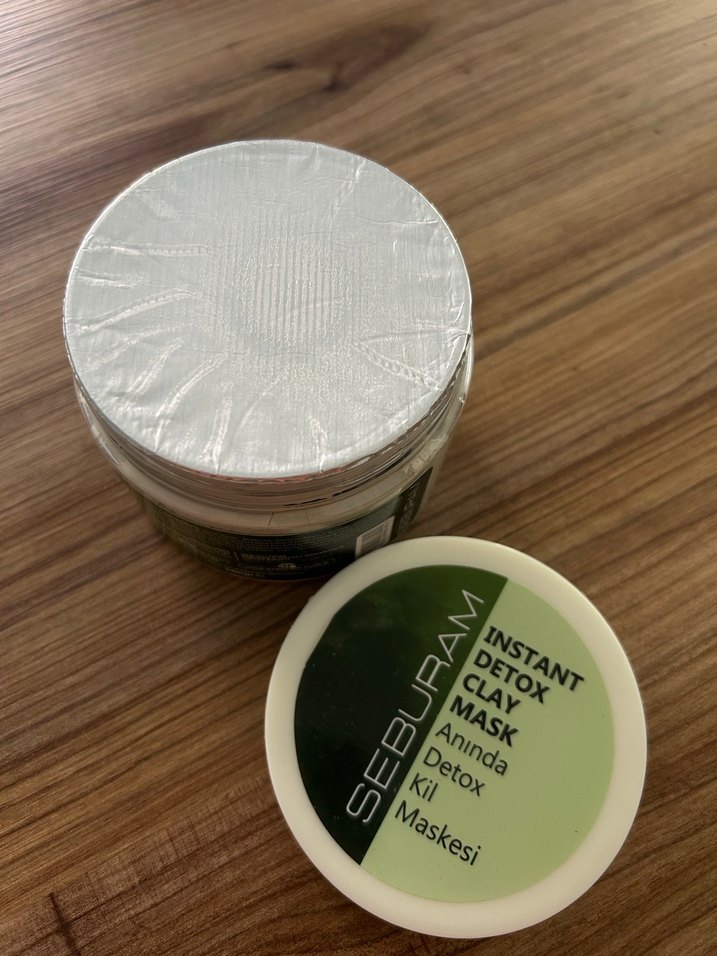 SEBURAM
INSTANT
DETOX
CLAY
MASK
Anında
Detox
Kil
Maskesi